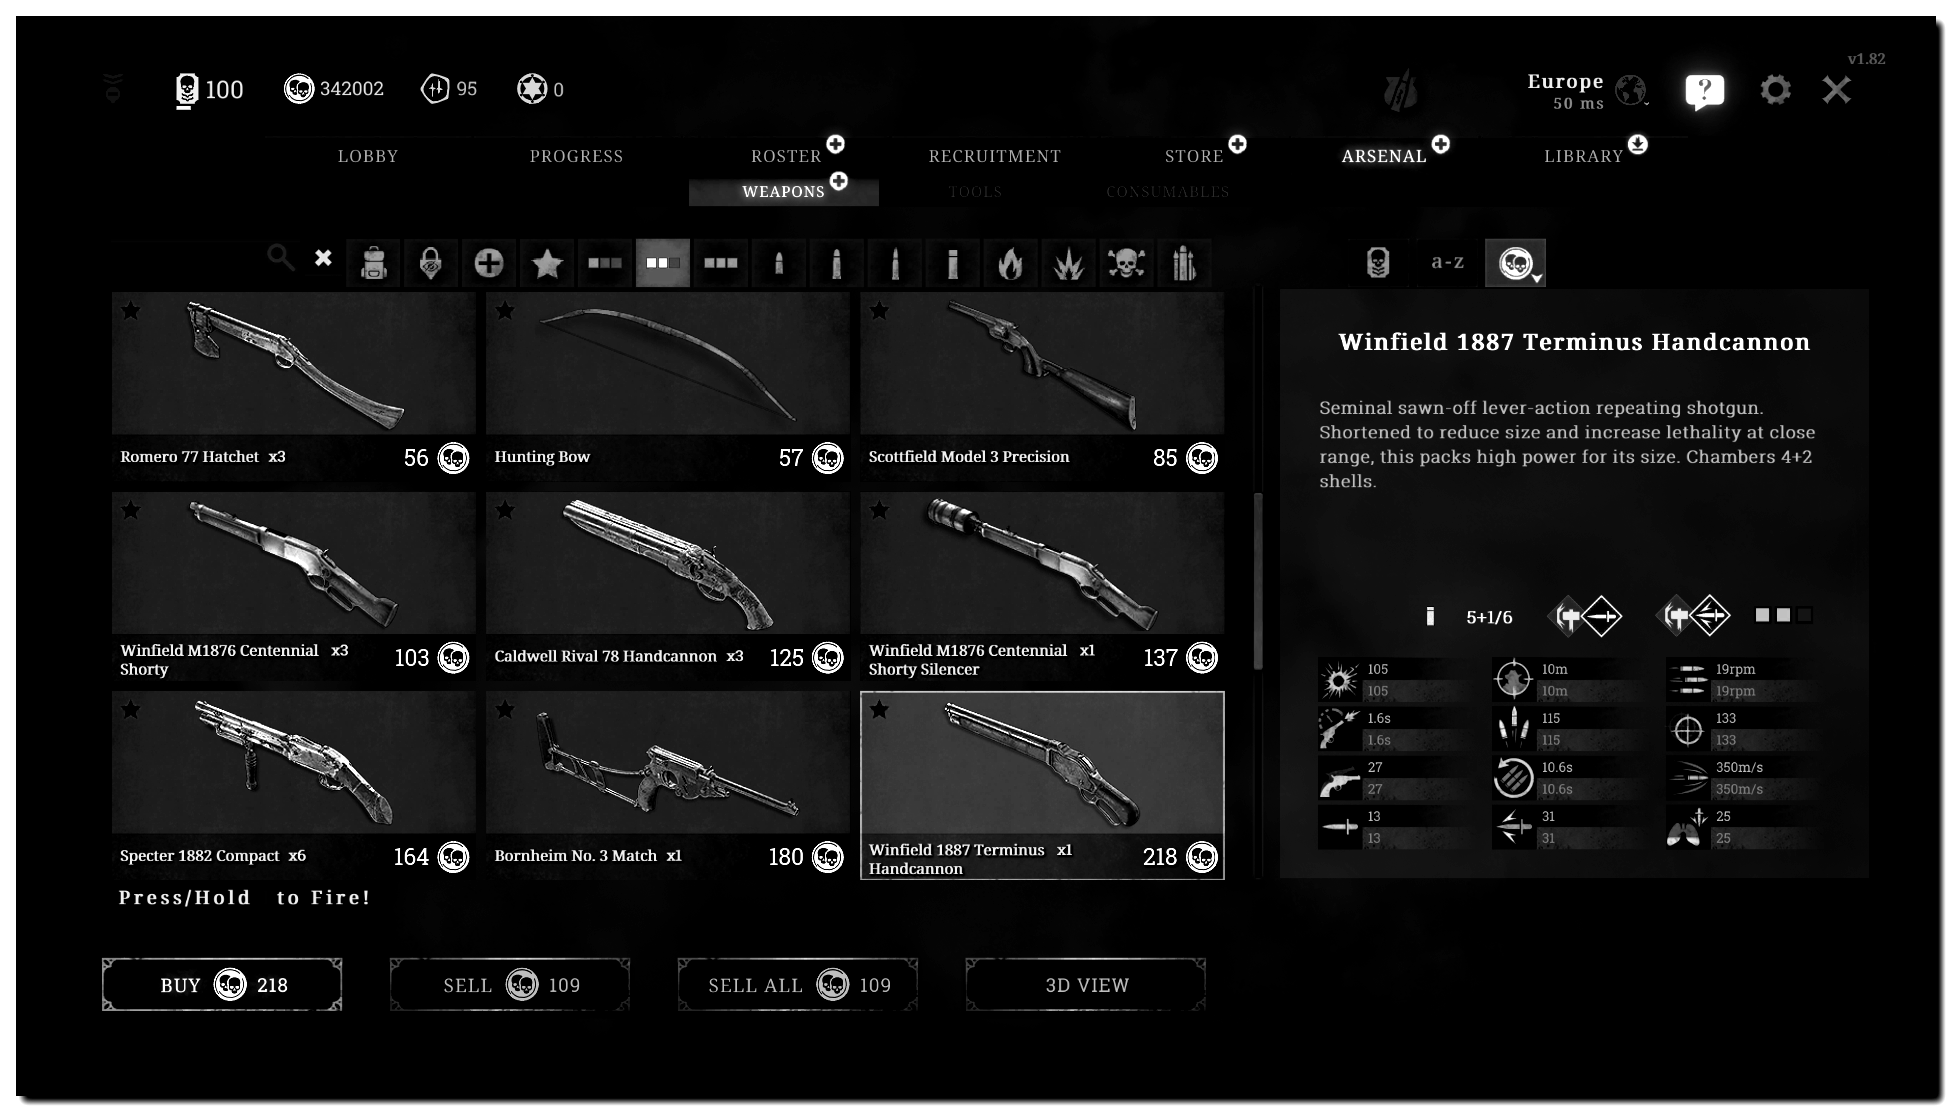 v1.82
100
342002
95
0
Europe
50 ms
?
LOBBY
PROGRESS
ROSTER
RECRUITMENT
STORE
ARSENAL
LIBRARY
WEAPONS
TOOLS
CONSUMABLES
a-z
Romero 77 Hatchet x3
56
Hunting Bow
57
Scottfield Model 3 Precision
85
Winfield M1876 Centennial x3
Shorty
103
Caldwell Rival 78 Handcannon x3
125
Winfield M1876 Centennial x1
Shorty Silencer
137
Specter 1882 Compact x6
164
Bornheim No. 3 Match x1
180
Winfield 1887 Terminus x1
Handcannon
218
Winfield 1887 Terminus Handcannon
Seminal sawn-off lever-action repeating shotgun.
Shortened to reduce size and increase lethality at close
range, this packs high power for its size. Chambers 4+2
shells.
5+1/6
105
105
10m
10m
19rpm
19rpm
1.6s
1.6s
115
115
133
133
27
27
10.6s
10.6s
350m/s
350m/s
13
13
31
31
25
25
Press/Hold to Fire!
BUY 218
SELL 109
SELL ALL 109
3D VIEW